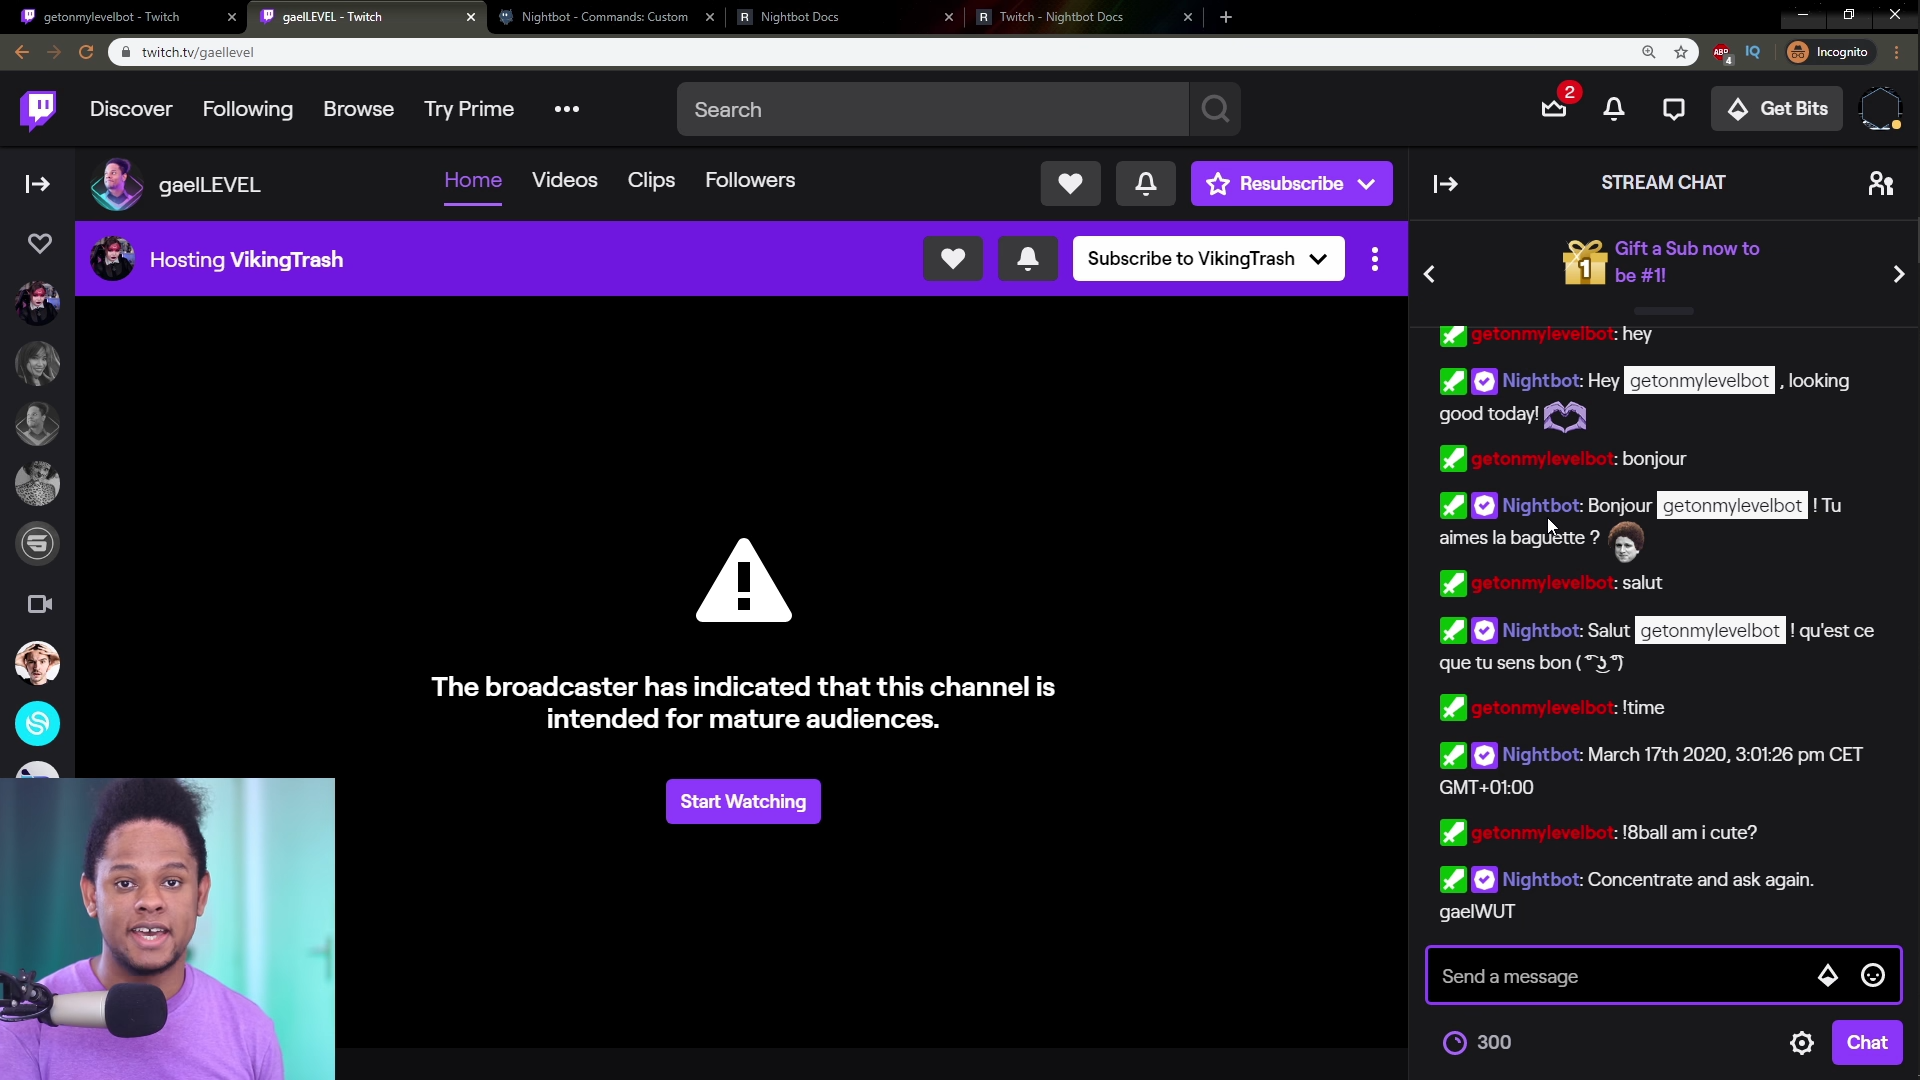 getonmylevelbot - Twitch
gaelLEVEL - Twitch
Nightbot - Commands: Custom
Nightbot Docs
Twitch - Nightbot Docs
twitch.tv/gaellevel
ABP
4
IQ
Incognito
Discover
Following
Browse
Try Prime
Search
2
Get Bits
gaelLEVEL
Home
Videos
Clips
Followers
Resubscribe
STREAM CHAT
Hosting VikingTrash
Subscribe to VikingTrash
1
Gift a Sub now to
be #1!
getonmylevelbot: hey
Nightbot: Hey getonmylevelbot , looking
good today!
getonmylevelbot: bonjour
Nightbot: Bonjour getonmylevelbot ! Tu
aimes la baguette ?
getonmylevelbot: salut
Nightbot: Salut getonmylevelbot ! qu'est ce
que tu sens bon ( ͡° ͜ʖ ͡°)
getonmylevelbot: !time
Nightbot: March 17th 2020, 3:01:26 pm CET
GMT+01:00
getonmylevelbot: !8ball am i cute?
Nightbot: Concentrate and ask again.
gaelWUT
The broadcaster has indicated that this channel is
intended for mature audiences.
Start Watching
Send a message
300
Chat